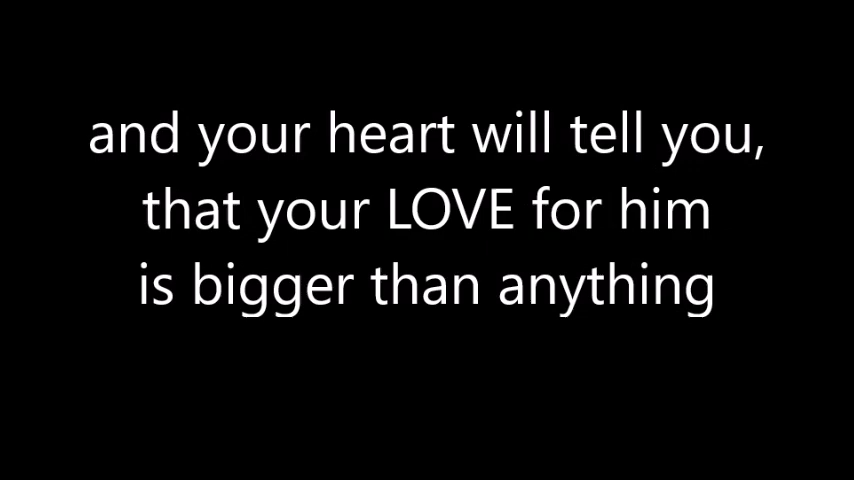 and your heart will tell you,
that your LOVE for him
is bigger than anything